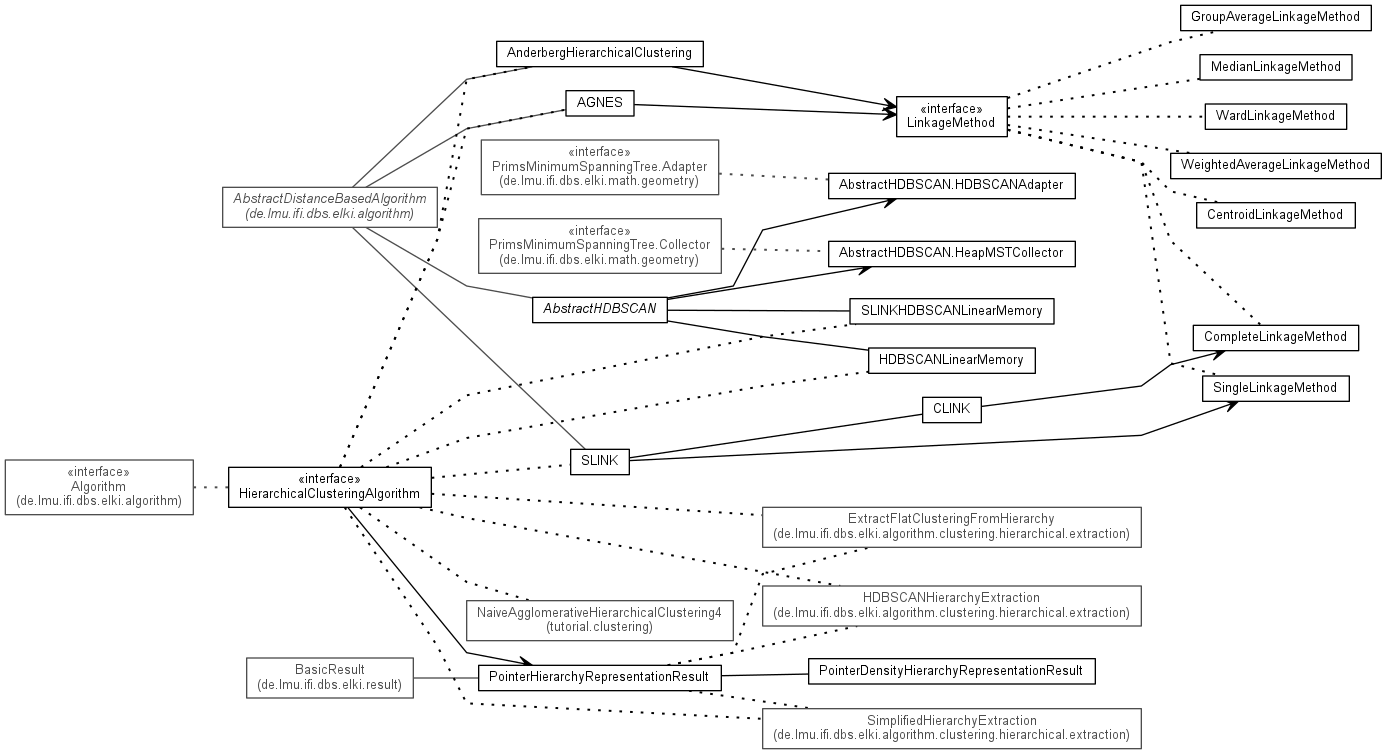 GroupAverageLinkageMethod
AnderbergHierarchicalClustering
MedianLinkageMethod
AGNES
«interface»
LinkageMethod
WardLinkageMethod
«interface»
PrimsMinimumSpanningTree.Adapter
(de.lmu.ifi.dbs.elki.math.geometry)
WeightedAverageLinkageMethod
AbstractHDBSCAN.HDBSCANAdapter
AbstractDistanceBasedAlgorithm
(de.lmu.ifi.dbs.elki.algorithm)
CentroidLinkageMethod
«interface»
PrimsMinimumSpanningTree.Collector
(de.lmu.ifi.dbs.elki.math.geometry)
AbstractHDBSCAN.HeapMSTCollector
AbstractHDBSCAN
SLINKHDBSCANLinearMemory
CompleteLinkageMethod
HDBSCANLinearMemory
SingleLinkageMethod
CLINK
SLINK
«interface»
Algorithm
(de.lmu.ifi.dbs.elki.algorithm)
«interface»
HierarchicalClusteringAlgorithm
ExtractFlatClusteringFromHierarchy
(de.lmu.ifi.dbs.elki.algorithm.clustering.hierarchical.extraction)
HDBSCANHierarchyExtraction
(de.lmu.ifi.dbs.elki.algorithm.clustering.hierarchical.extraction)
NaiveAgglomerativeHierarchicalClustering4
(tutorial.clustering)
BasicResult
(de.lmu.ifi.dbs.elki.result)
PointerHierarchyRepresentationResult
PointerDensityHierarchyRepresentationResult
SimplifiedHierarchyExtraction
(de.lmu.ifi.dbs.elki.algorithm.clustering.hierarchical.extraction)